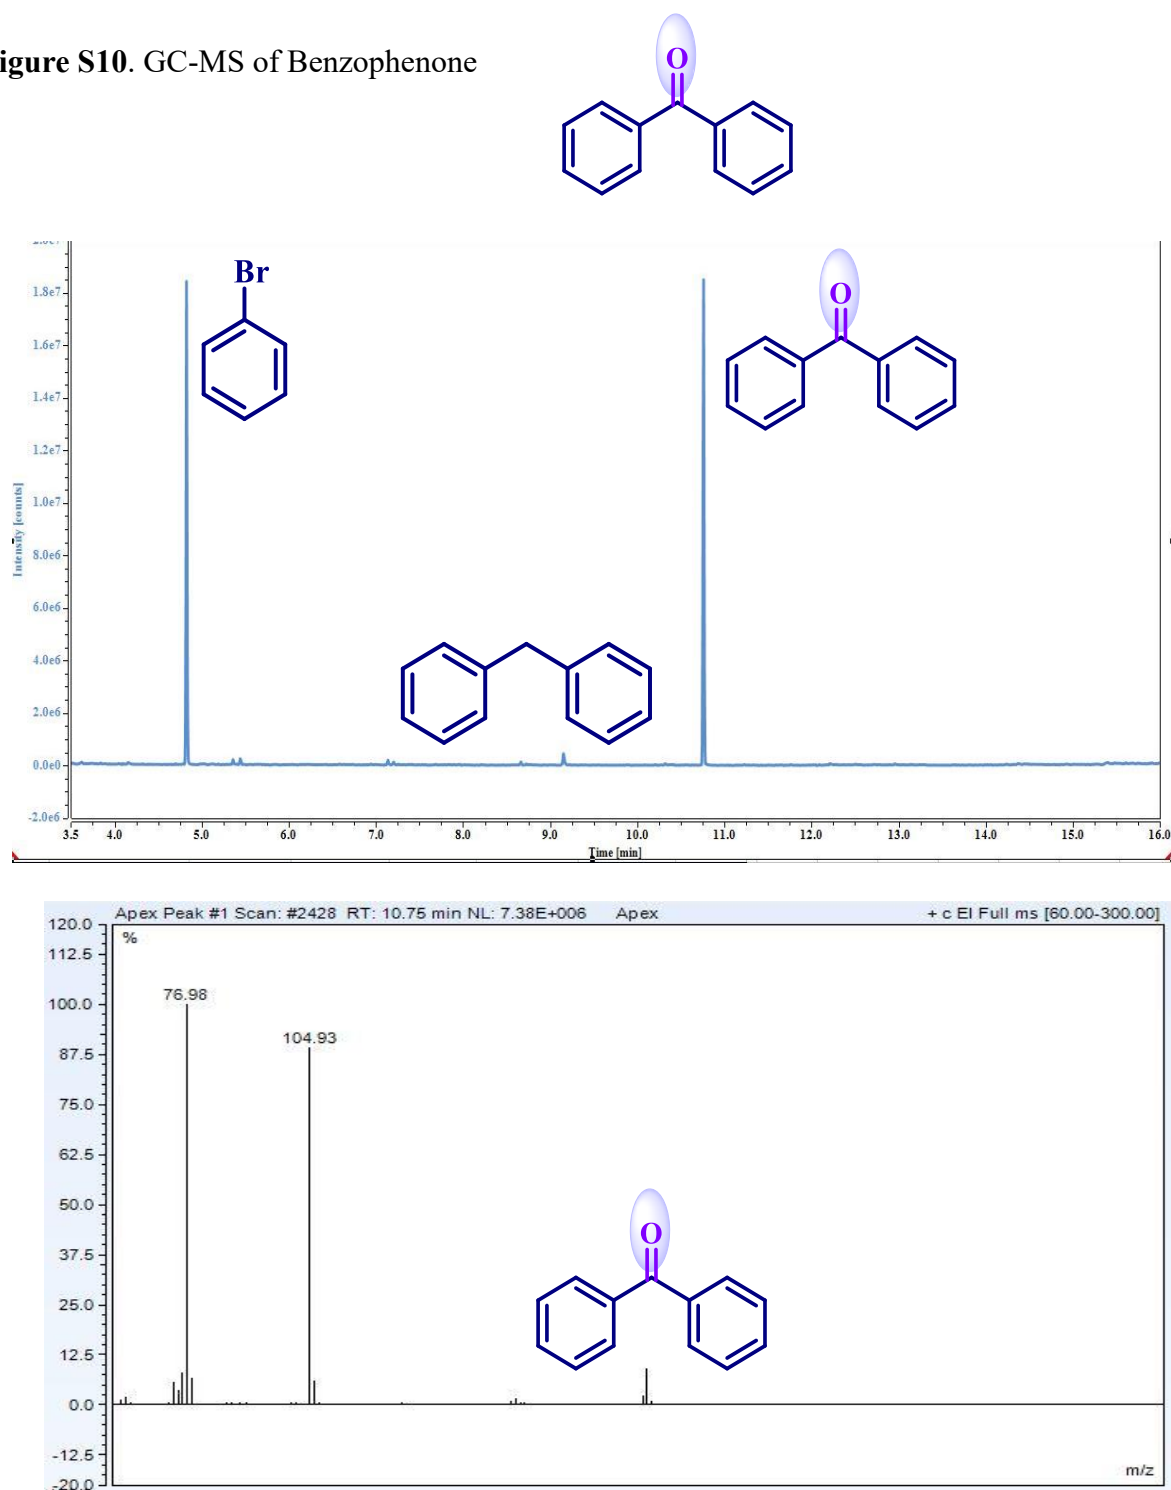 igure S10. GC-MS of Benzophenone
O
Br
O
1.8e7
1.6e7
1.4e7
1.2e7
1.0e7
8.0e6
6.0e6
4.0e6
2.0e6
0.0e0
-2.0e6
Intensity [counts]
3.5 4.0 5.0 6.0 7.0 8.0 9.0 10.0 11.0 12.0 13.0 14.0 15.0 16.0
Time [min]
Apex Peak #1 Scan: #2428 RT: 10.75 min NL: 7.38E+006 Apex + c EI Full ms [60.00-300.00]
120.0
%
112.5
76.98
100.0
104.93
87.5
75.0
62.5
50.0
37.5
O
25.0
12.5
0.0
-12.5
m/z
-20.0